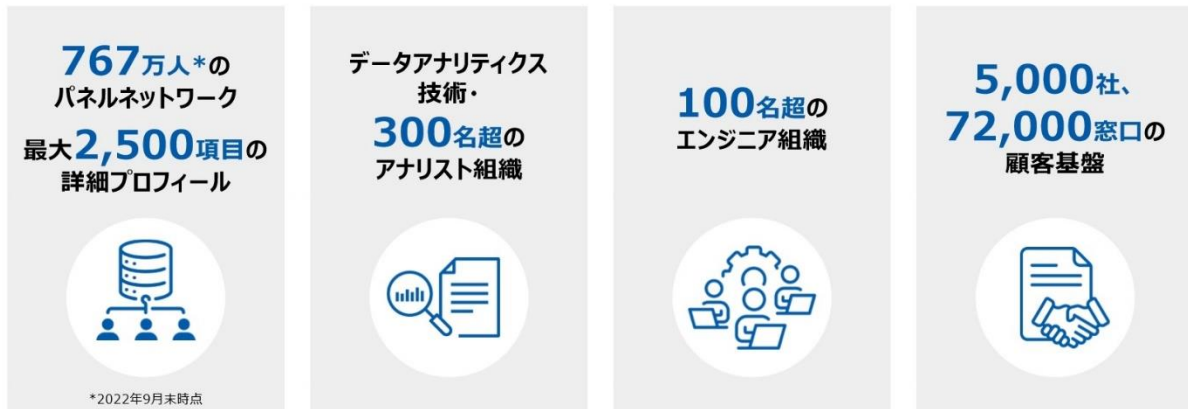 767万人*の
パネルネットワーク
最大2,500項目の
詳細プロフィール
*2022年9月末時点
データアナリティクス
技術・
300名超の
アナリスト組織
100名超の
エンジニア組織
5,000社、
72,000窓口の
顧客基盤